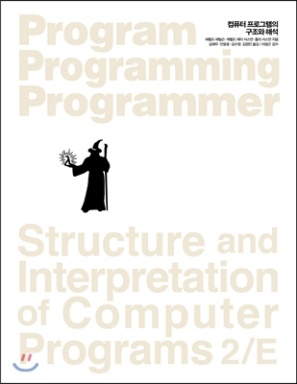 Program
Programming
Programmer
컴퓨터 프로그램의
구조와 해석
Structure and
Interpretation
of Computer
Programs 2/E